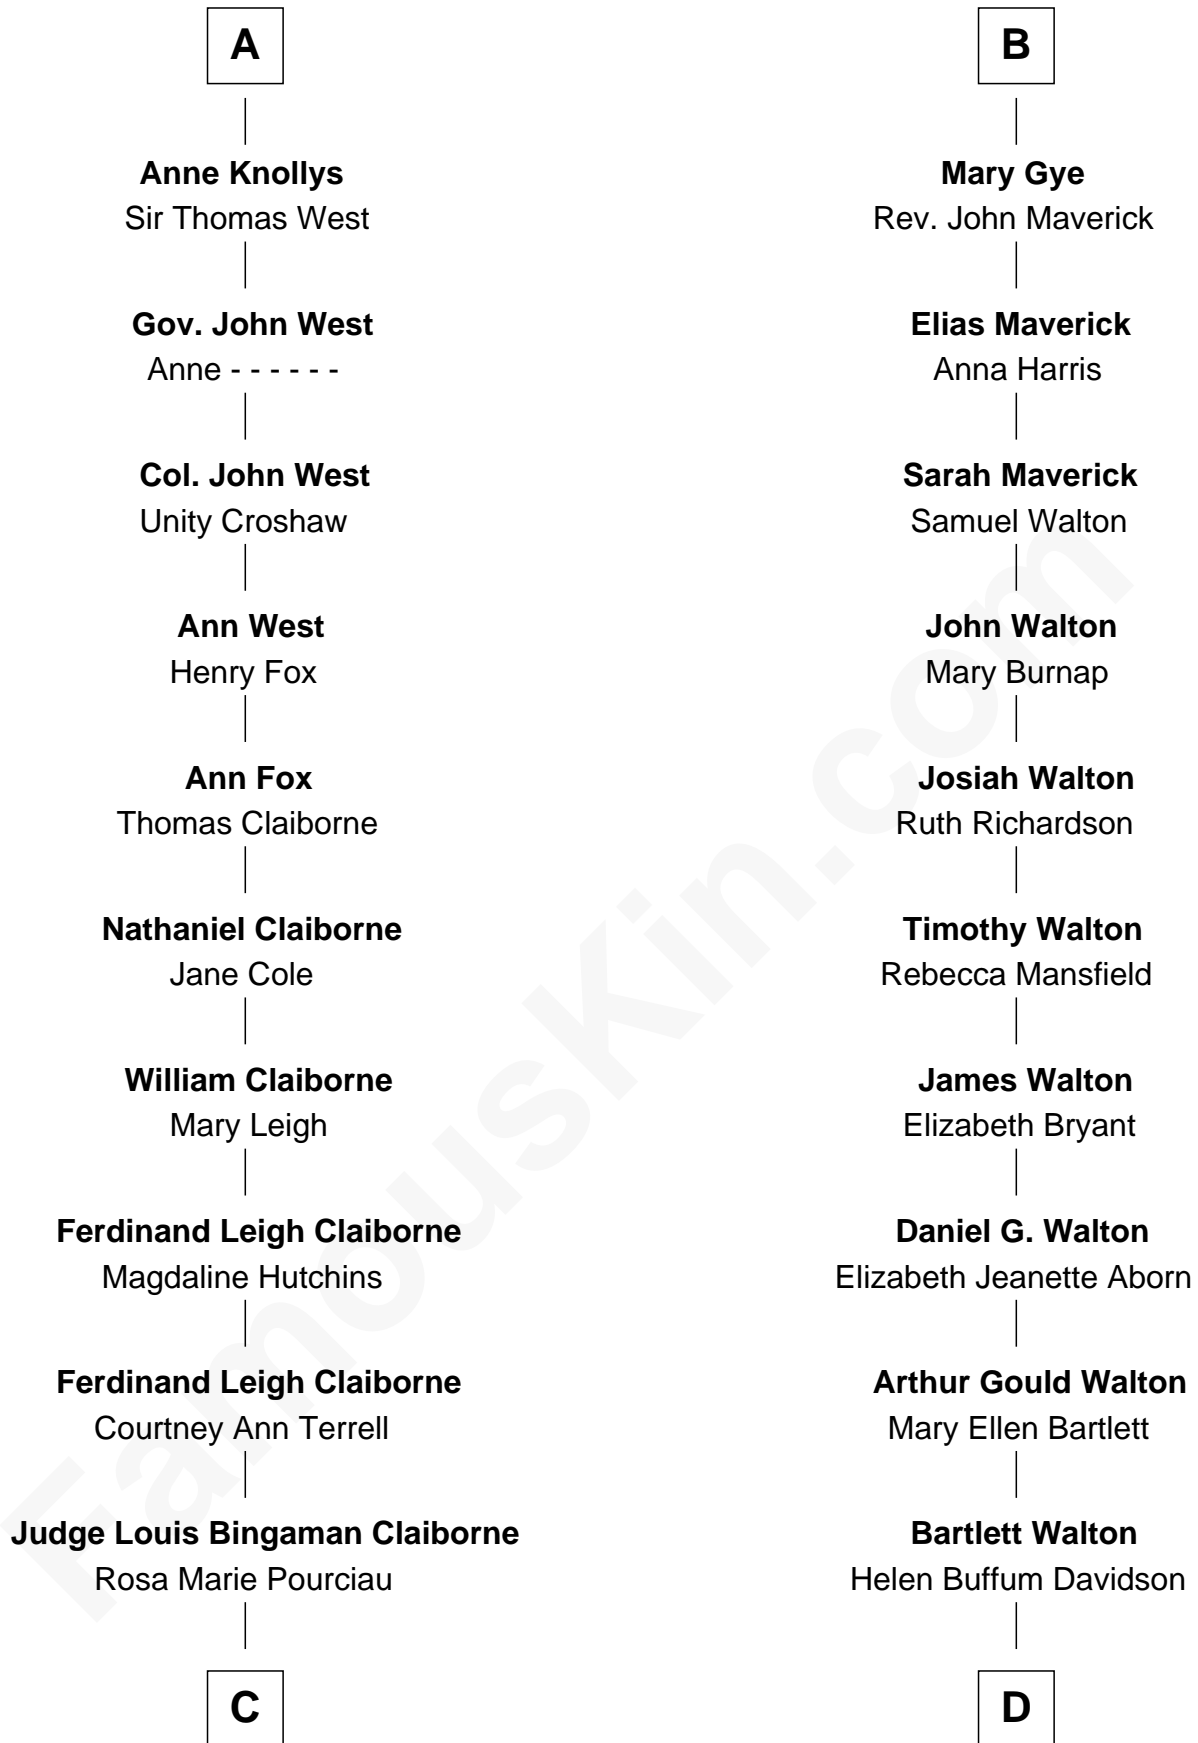 A
Anne Knollys
Sir Thomas West
Gov. John West
Anne - - - - - -
Col. John West
Unity Croshaw
Ann West
Henry Fox
Ann Fox
Thomas Claiborne
Nathaniel Claiborne
Jane Cole
William Claiborne
Mary Leigh
Ferdinand Leigh Claiborne
Magdaline Hutchins
Ferdinand Leigh Claiborne
Courtney Ann Terrell
Judge Louis Bingaman Claiborne
Rosa Marie Pourciau
C
B
Mary Gye
Rev. John Maverick
Elias Maverick
Anna Harris
Sarah Maverick
Samuel Walton
John Walton
Mary Burnap
Josiah Walton
Ruth Richardson
Timothy Walton
Rebecca Mansfield
James Walton
Elizabeth Bryant
Daniel G. Walton
Elizabeth Jeanette Aborn
Arthur Gould Walton
Mary Ellen Bartlett
Bartlett Walton
Helen Buffum Davidson
D
FamousKin.com